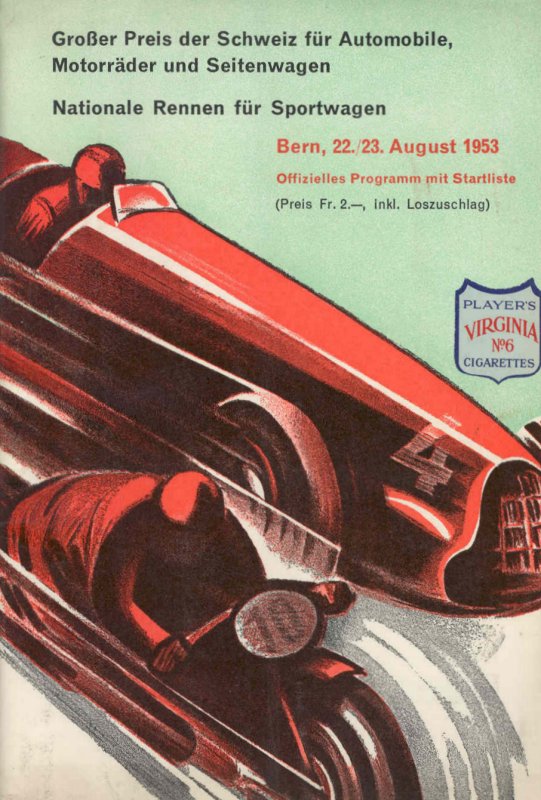 Großer Preis der Schweiz für Automobile,
Motorräder und Seitenwagen
Nationale Rennen für Sportwagen
Bern, 22./23. August 1953
Offizielles Programm mit Startliste
(Preis Fr. 2.—, inkl. Loszuschlag)
PLAYER'S
VIRGINIA
Nº6
CIGARETTES
4